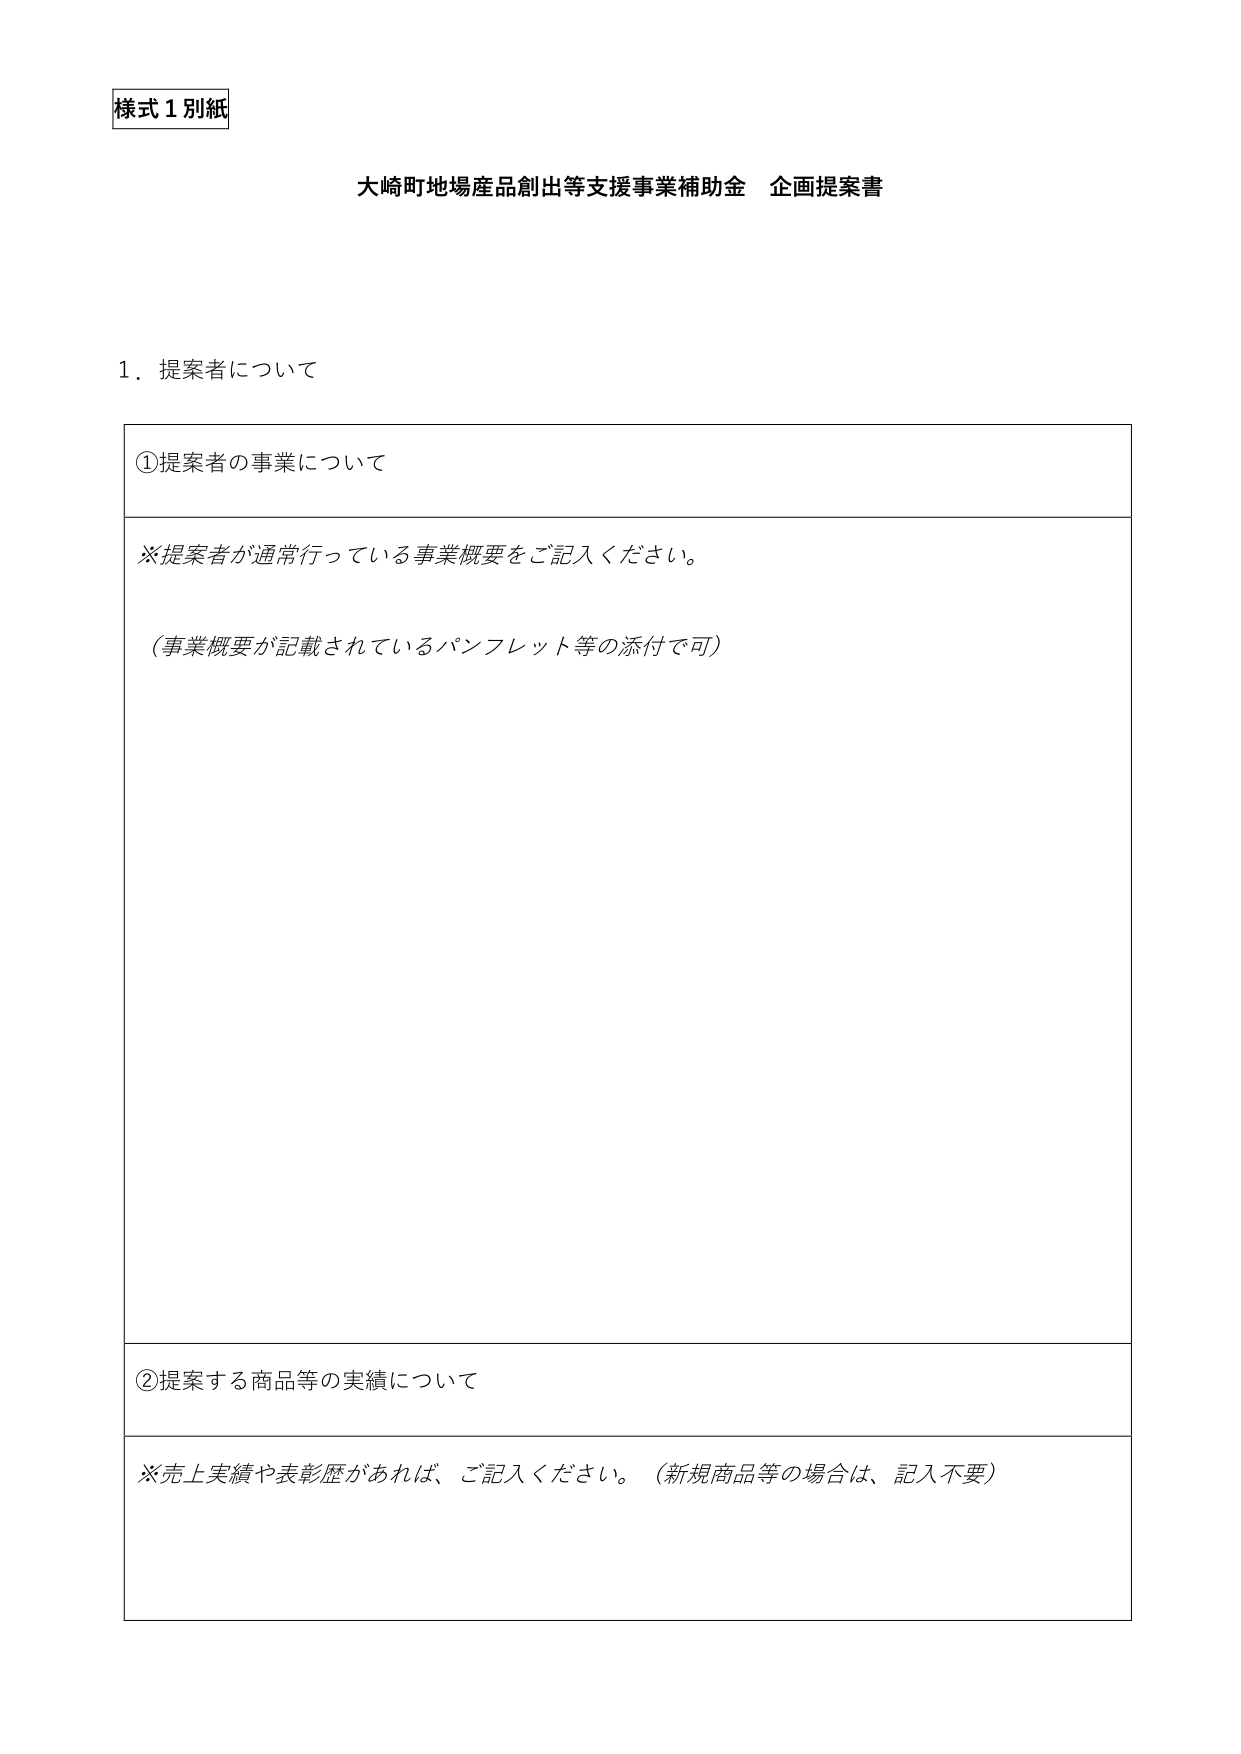 様式１別紙
大崎町地場産品創出等支援事業補助金　企画提案書
1．提案者について
①提案者の事業について
※提案者が通常行っている事業概要をご記入ください。
（事業概要が記載されているパンフレット等の添付で可）
②提案する商品等の実績について
※売上実績や表彰歴があれば、ご記入ください。（新規商品等の場合は、記入不要）